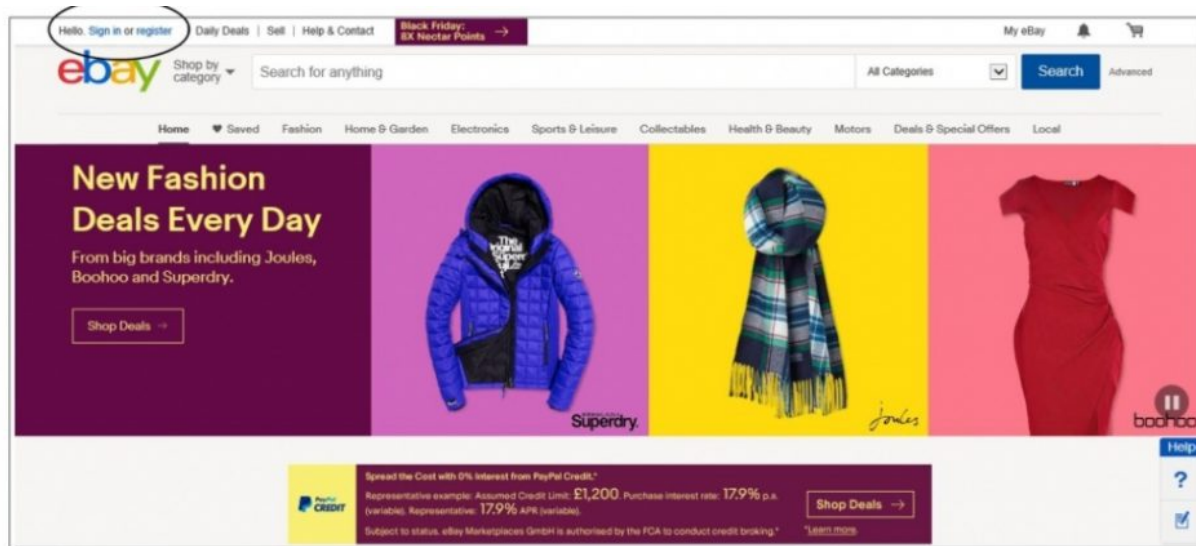 Hello. Sign in or register
Daily Deals | Sell | Help & Contact
Black Friday:
8X Nectar Points →
My eBay
ebay
Shop by
category
Search for anything
All Categories
Search
Advanced
Home
Saved
Fashion
Home & Garden
Electronics
Sports & Leisure
Collectables
Health & Beauty
Motors
Deals & Special Offers
Local
New Fashion
Deals Every Day
From big brands including Joules,
Boohoo and Superdry.
Shop Deals →
The
Original
Superdry.
Joules
boohoo
Help
?
PayPal
CREDIT
Spread the Cost with 0% Interest from PayPal Credit.*
Representative example: Assumed Credit Limit: £1,200. Purchase interest rate: 17.9% p.a.
(variable). Representative: 17.9% APR (variable).
Subject to status. eBay Marketplaces GmbH is authorised by the FCA to conduct credit broking.* *Learn more.
Shop Deals →